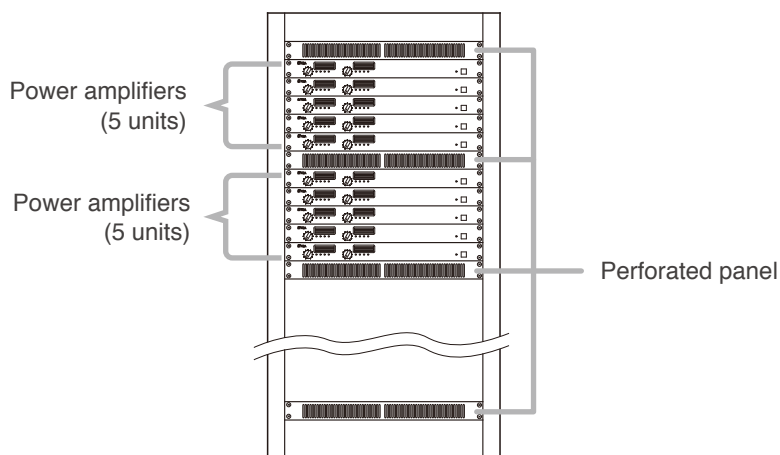 Power amplifiers
(5 units)
Power amplifiers
(5 units)
Perforated panel